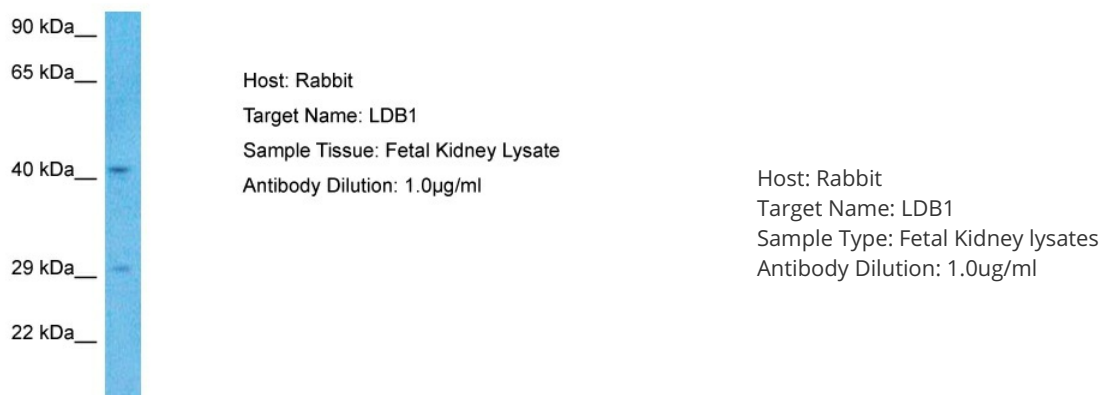 90 kDa__
65 kDa__
40 kDa__
29 kDa__
22 kDa__
Host: Rabbit
Target Name: LDB1
Sample Tissue: Fetal Kidney Lysate
Antibody Dilution: 1.0µg/ml
Host: Rabbit
Target Name: LDB1
Sample Type: Fetal Kidney lysates
Antibody Dilution: 1.0ug/ml